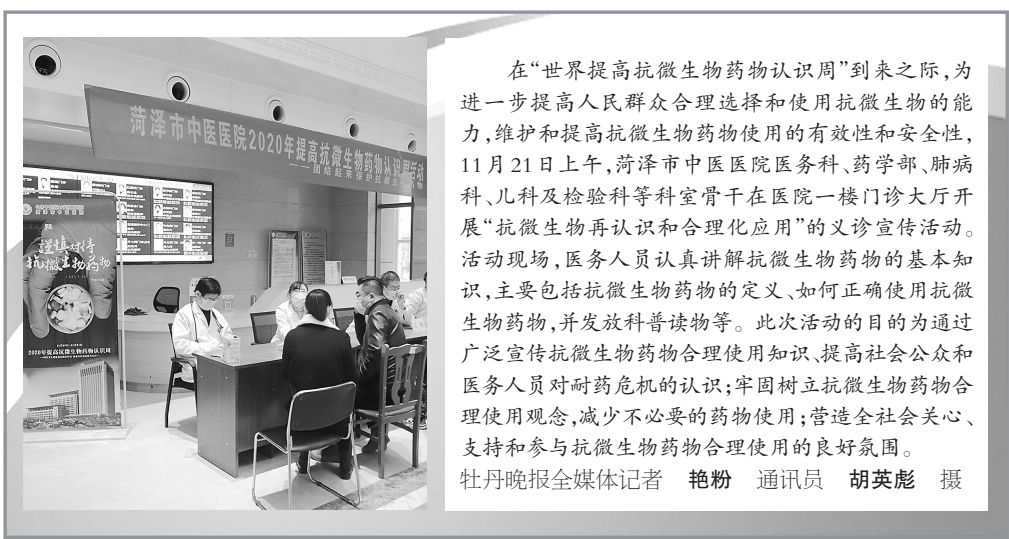 菏泽市中医医院2020年提高抗微生物药物认识周活动
——团结起来保护抗微生物药物
谨慎对待
抗微生物药物
2020年提高抗微生物药物认识周
在“世界提高抗微生物药物认识周”到来之际,为
进一步提高人民群众合理选择和使用抗微生物的能
力,维护和提高抗微生物药物使用的有效性和安全性,
11月21日上午,菏泽市中医医院医务科、药学部、肺病
科、儿科及检验科等科室骨干在医院一楼门诊大厅开
展“抗微生物再认识和合理化应用”的义诊宣传活动。
活动现场,医务人员认真讲解抗微生物药物的基本知
识,主要包括抗微生物药物的定义、如何正确使用抗微
生物药物,并发放科普读物等。此次活动的目的为通过
广泛宣传抗微生物药物合理使用知识、提高社会公众和
医务人员对耐药危机的认识;牢固树立抗微生物药物合
理使用观念,减少不必要的药物使用;营造全社会关心、
支持和参与抗微生物药物合理使用的良好氛围。
牡丹晚报全媒体记者 艳粉 通讯员 胡英彪 摄